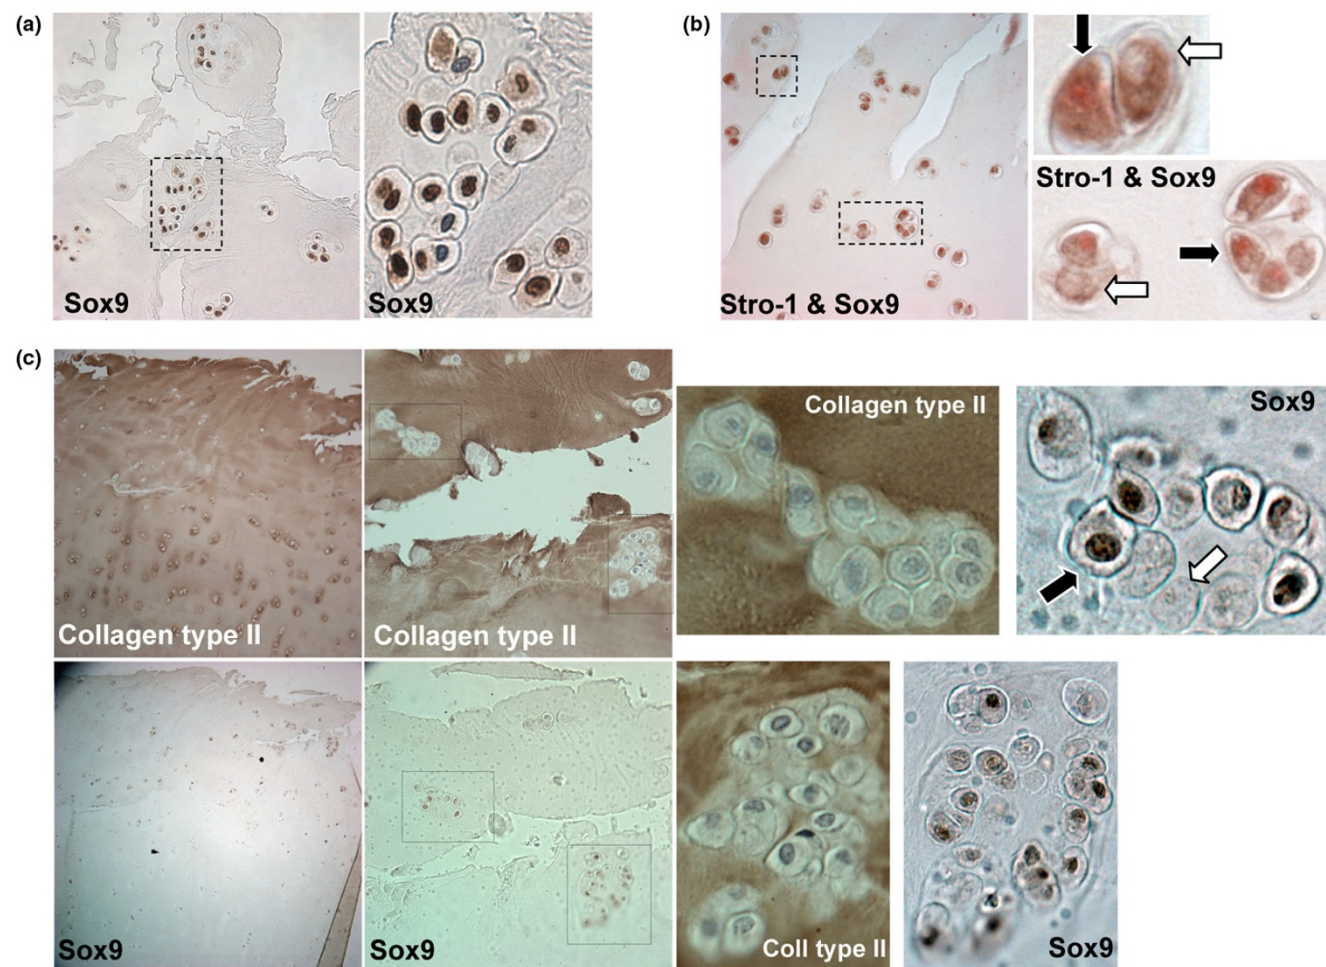 (a)
Sox9
Sox9
(b)
Stro-1 & Sox9
Stro-1 & Sox9
(c)
Collagen type II
Collagen type II
Collagen type II
Sox9
Sox9
Sox9
Coll type II
Sox9